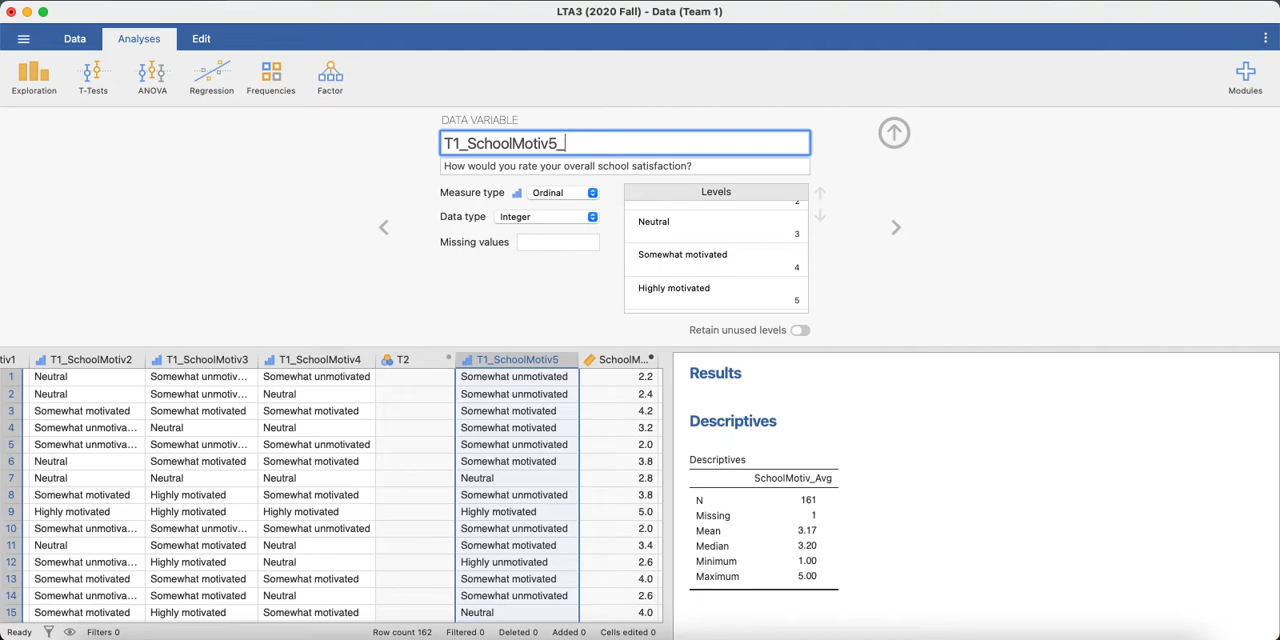 LTA3 (2020 Fall) - Data (Team 1)
Data Analyses Edit
Exploration T-Tests ANOVA Regression Frequencies Factor Modules
DATA VARIABLE
T1_SchoolMotiv5_
How would you rate your overall school satisfaction?
Measure type Ordinal
Data type Integer
Missing values
Levels
2
Neutral
3
Somewhat motivated
4
Highly motivated
5
Retain unused levels
tiv1 T1_SchoolMotiv2 T1_SchoolMotiv3 T1_SchoolMotiv4 T2 T1_SchoolMotiv5 SchoolM...
1 Neutral Somewhat unmotiv... Somewhat unmotivated Somewhat unmotivated 2.2
2 Neutral Somewhat unmotiv... Neutral Somewhat unmotivated 2.4
3 Somewhat motivated Somewhat motivated Somewhat motivated Somewhat motivated 4.2
4 Somewhat unmotiva... Neutral Neutral Somewhat motivated 3.2
5 Somewhat unmotiva... Somewhat unmotiv... Somewhat unmotivated Somewhat unmotivated 2.0
6 Neutral Somewhat motivated Somewhat motivated Somewhat motivated 3.8
7 Neutral Neutral Neutral Neutral 2.8
8 Somewhat motivated Highly motivated Somewhat motivated Somewhat unmotivated 3.8
9 Highly motivated Highly motivated Highly motivated Highly motivated 5.0
10 Somewhat unmotiva... Somewhat unmotiv... Somewhat unmotivated Somewhat unmotivated 2.0
11 Neutral Somewhat motivated Neutral Somewhat motivated 3.4
12 Somewhat unmotiva... Somewhat motivated Neutral Highly unmotivated 2.6
13 Somewhat motivated Somewhat motivated Somewhat motivated Somewhat motivated 4.0
14 Somewhat unmotiva... Somewhat motivated Neutral Somewhat unmotivated 2.6
15 Somewhat motivated Highly motivated Somewhat motivated Neutral 4.0
Ready Filters 0 Row count 162 Filtered 0 Deleted 0 Added 0 Cells edited 0
Results
Descriptives
Descriptives
SchoolMotiv_Avg
N 161
Missing 1
Mean 3.17
Median 3.20
Minimum 1.00
Maximum 5.00